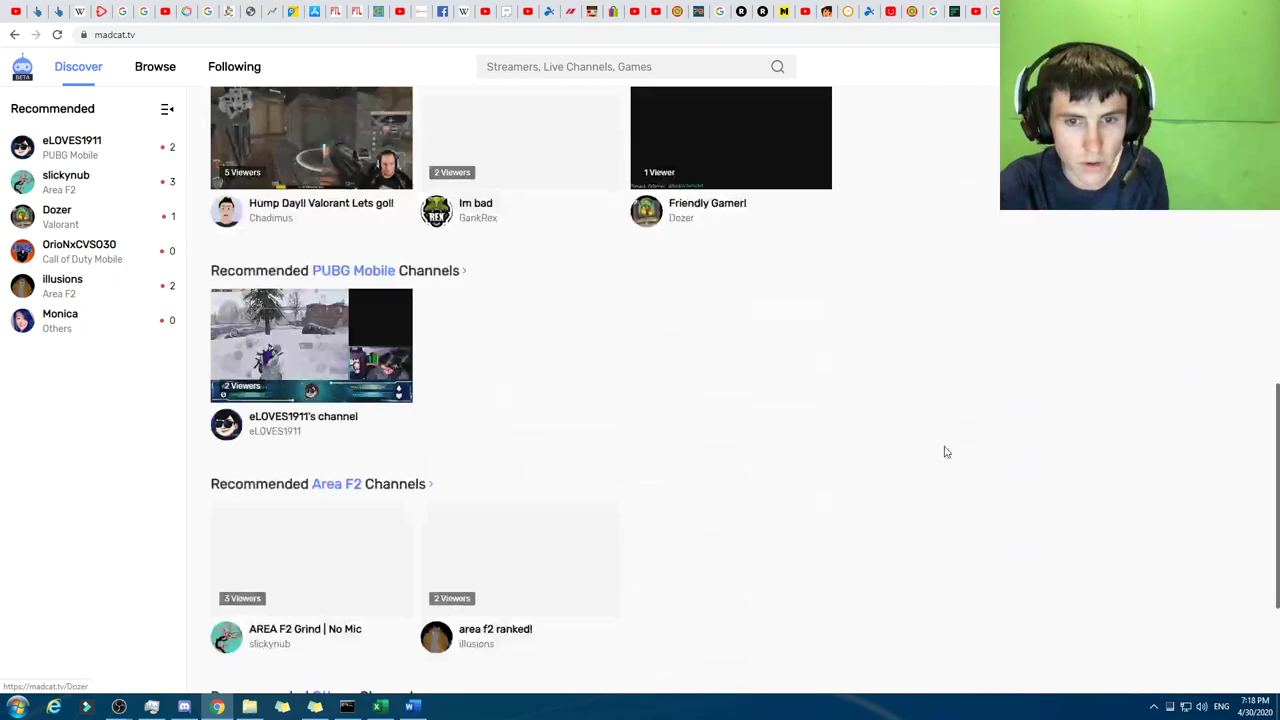 madcat.tv
BETA
Discover
Browse
Following
Streamers, Live Channels, Games
Recommended
eLOVES1911
PUBG Mobile
2
slickynub
Area F2
3
Dozer
Valorant
1
OrioNxCVSO30
Call of Duty Mobile
0
illusions
Area F2
2
Monica
Others
0
5 Viewers
2 Viewers
1 Viewer
Hump Day!! Valorant Lets go!!
Chadimus
Im bad
GankRex
Friendly Gamer!
Dozer
Recommended PUBG Mobile Channels
2 Viewers
eLOVES1911's channel
eLOVES1911
Recommended Area F2 Channels
3 Viewers
2 Viewers
AREA F2 Grind | No Mic
slickynub
area f2 ranked!
illusions
https://madcat.tv/Dozer
ENG
7:18 PM
4/30/2020